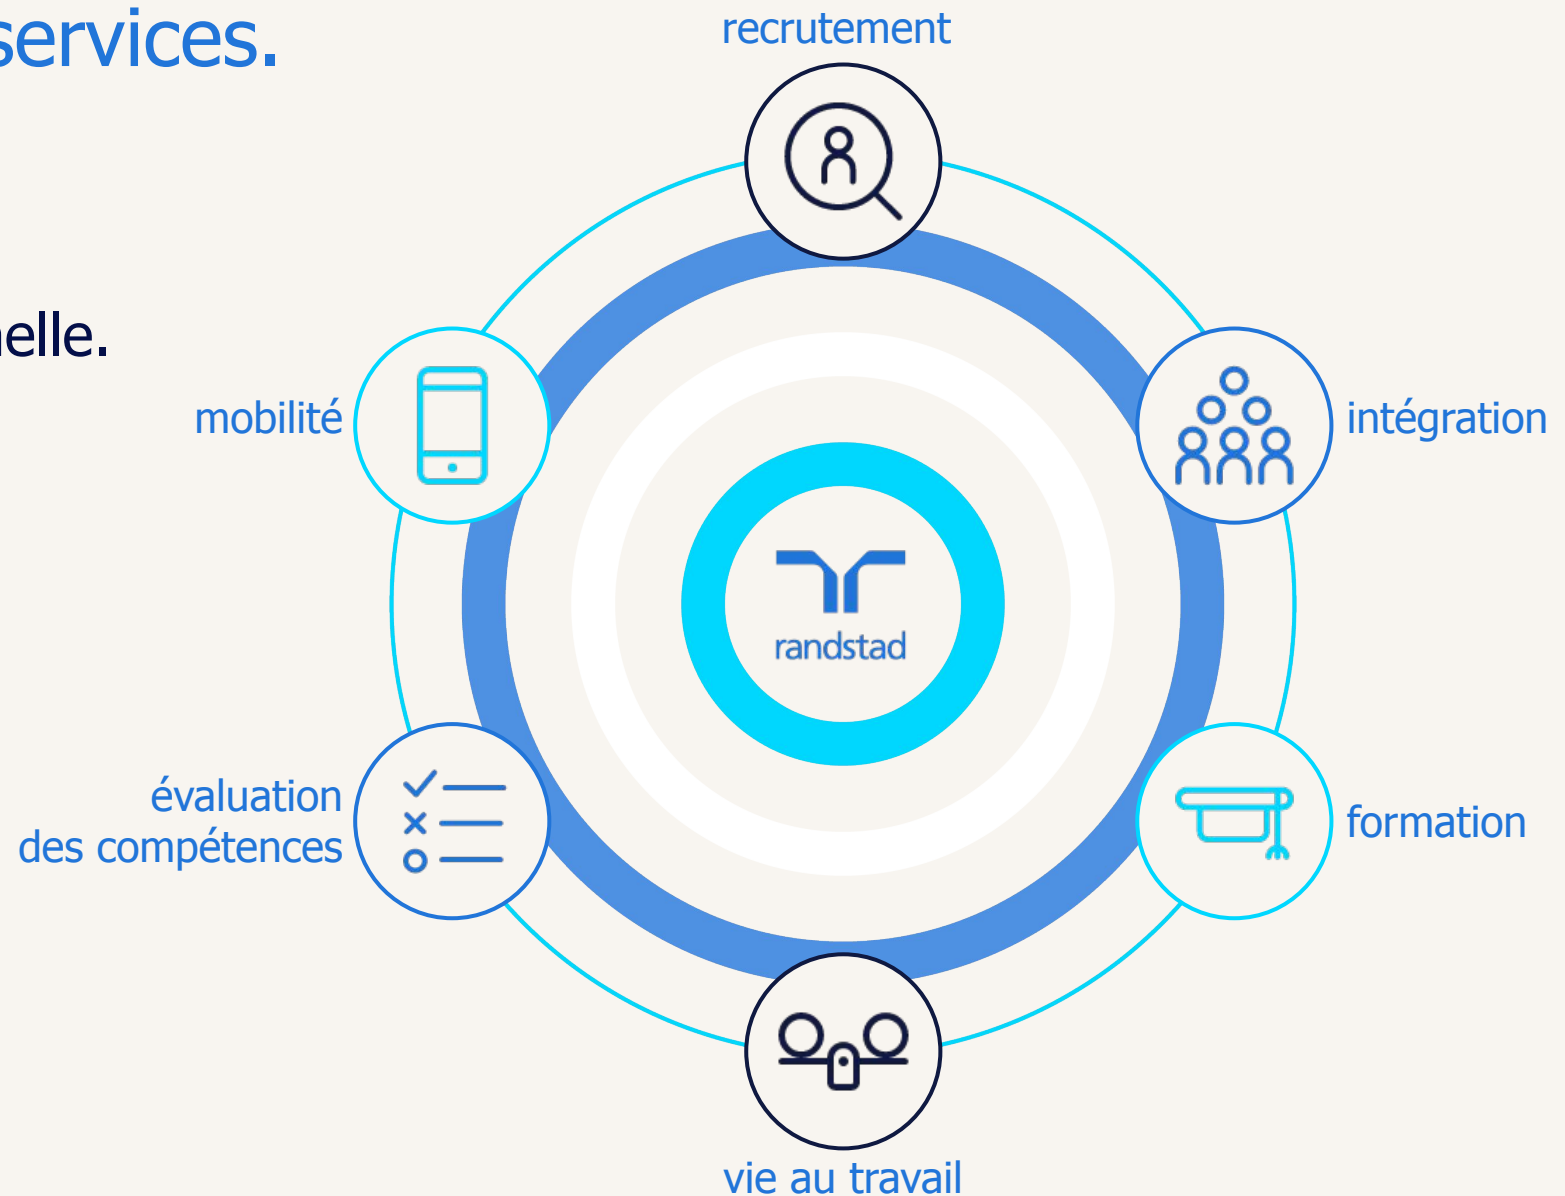 services.
recrutement
elle.
mobilité
intégration
randstad
évaluation
des compétences
formation
vie au travail